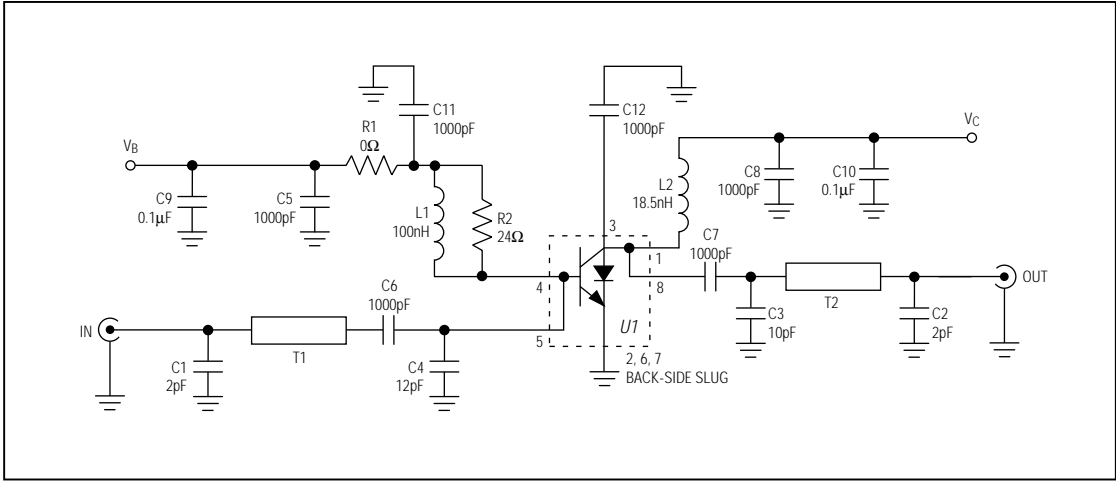 C11
1000pF
C12
1000pF
R1
0Ω
VB
VC
C9
0.1μF
C5
1000pF
L1
100nH
R2
24Ω
L2
18.5nH
C8
1000pF
C10
0.1μF
3
C7
1000pF
1
4
8
C6
1000pF
U1
5
2, 6, 7
BACK-SIDE SLUG
IN
C1
2pF
T1
C4
12pF
C3
10pF
T2
C2
2pF
OUT